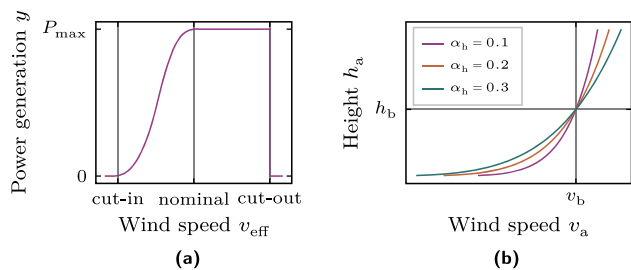 P_max
0
Power generation y
cut-in nominal cut-out
Wind speed v_eff
(a)
α_h = 0.1
α_h = 0.2
α_h = 0.3
h_b
Height h_a
v_b
Wind speed v_a
(b)